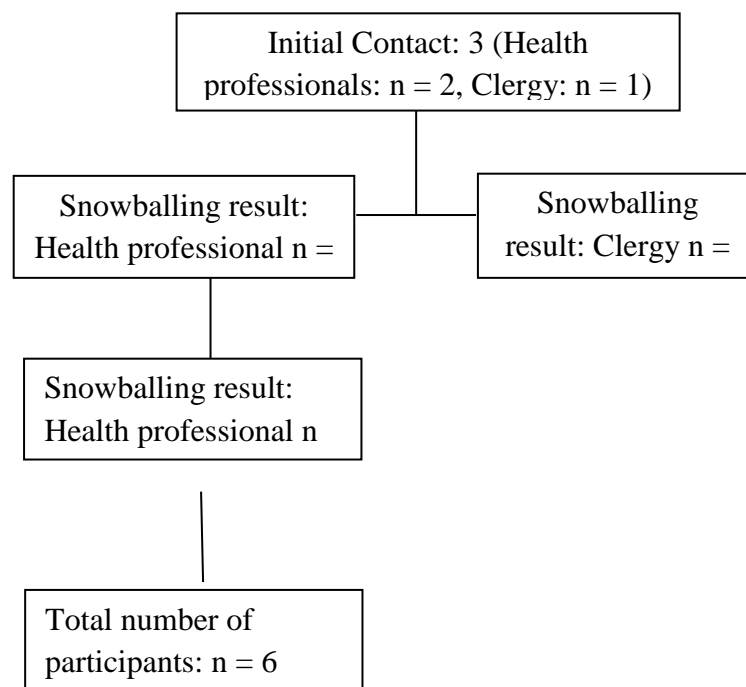 Initial Contact: 3 (Health
professionals: n = 2, Clergy: n = 1)
Snowballing result:
Health professional n =
Snowballing
result: Clergy n =
Snowballing result:
Health professional n
Total number of
participants: n = 6